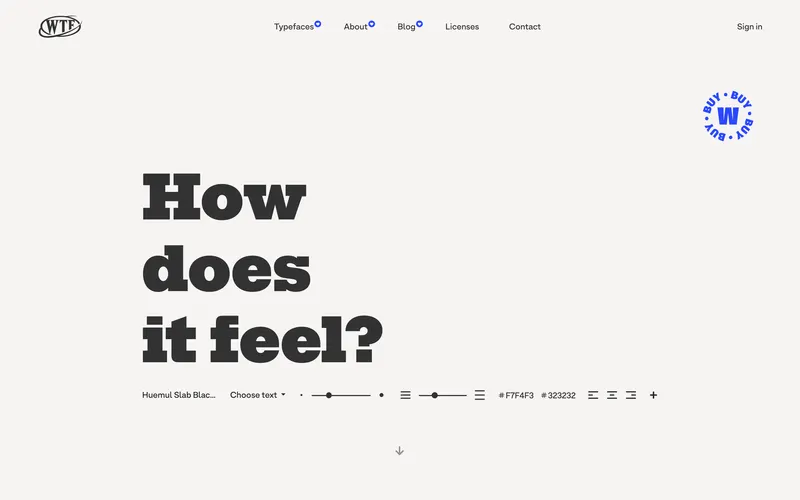 WTF
Typefaces
About
Blog
Licenses
Contact
Sign in
BUY • BUY • BUY • BUY •
W
How
does
it feel?
Huemul Slab Blac...
Choose text
#F7F4F3
#323232